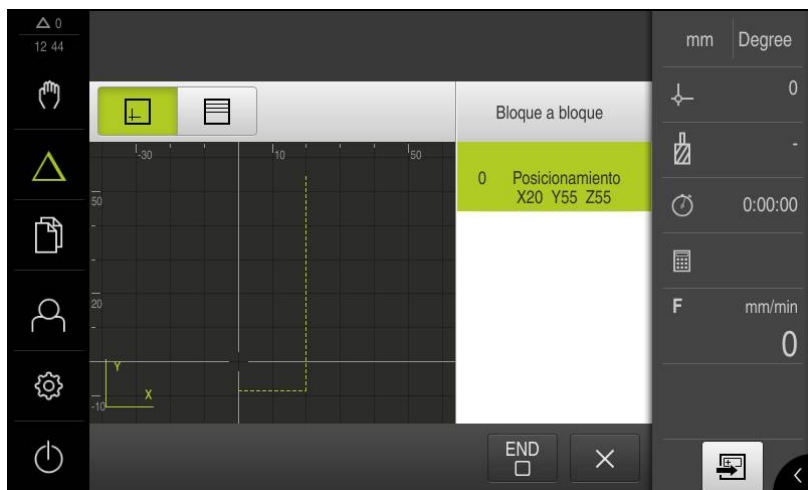 0
12 44
mm Degree
0
Bloque a bloque
-30 10 50
-
0 Posicionamiento
X20 Y55 Z55
50
0:00:00
20
F mm/min
0
Y
X
-10
END